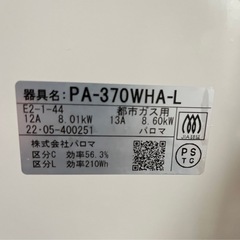 器具名: PA-370WHA-L
E2-1-44 都市ガス用
12A 8.01kW 13A 8.60kW
22・05-400251 パロマ
株式会社パロマ
区分C 効率56.3%
区分L 効率210Wh
PS
TG